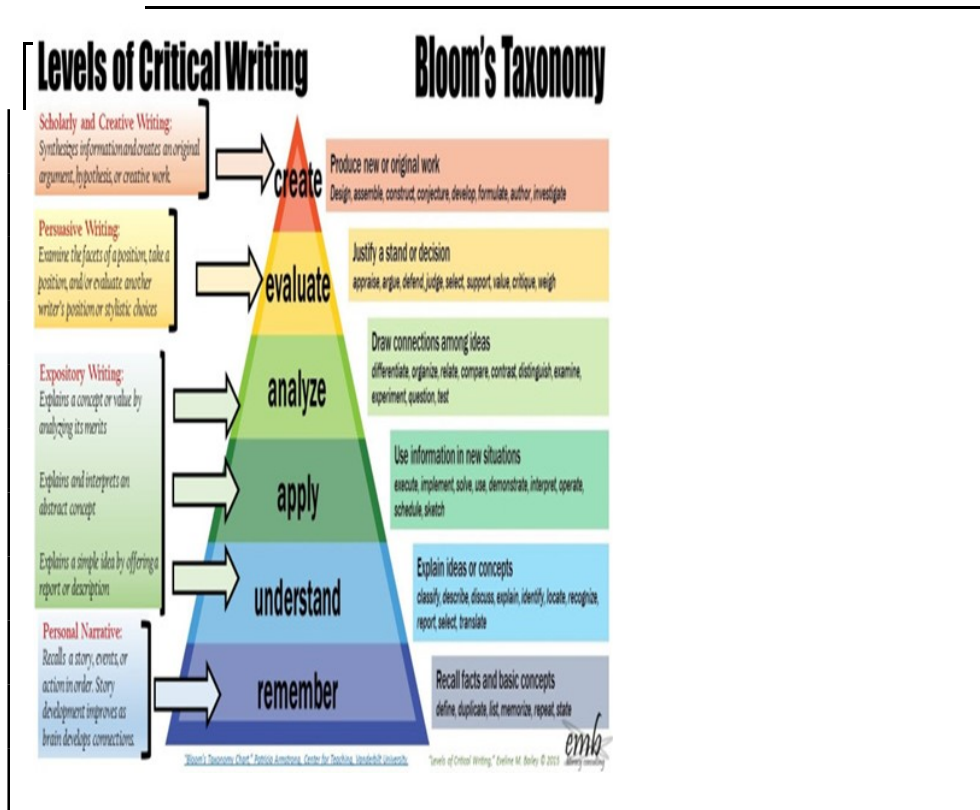 Levels of Critical Writing
Bloom's Taxonomy
Scholarly and Creative Writing:
Synthesizes information and creates an original
argument, hypothesis, or creative work.
create
Produce new or original work
Design, assemble, construct, conjecture, develop, formulate, author, investigate
Persuasive Writing:
Examine the facets of a position, take a
position, and/or evaluate another
writer's position or stylistic choices
evaluate
Justify a stand or decision
appraise, argue, defend, judge, select, support, value, critique, weigh
Expository Writing:
Explains a concept or value by
analyzing its merits
analyze
Draw connections among ideas
differentiate, organize, relate, compare, contrast, distinguish, examine,
experiment, question, test
Explains and interprets an
abstract concept
apply
Use information in new situations
execute, implement, solve, use, demonstrate, interpret, operate,
schedule, sketch
Explains a simple idea by offering a
report or description
understand
Explain ideas or concepts
classify, describe, discuss, explain, identify, locate, recognize,
report, select, translate
Personal Narrative:
Recalls a story, events, or
action in order. Story
development improves as
brain develops connections.
remember
Recall facts and basic concepts
define, duplicate, list, memorize, repeat, state
"Bloom's Taxonomy Chart," Patricia Armstrong, Center for Teaching, Vanderbilt University.
"Levels of Critical Writing," Eveline M. Bailey © 2015
emb